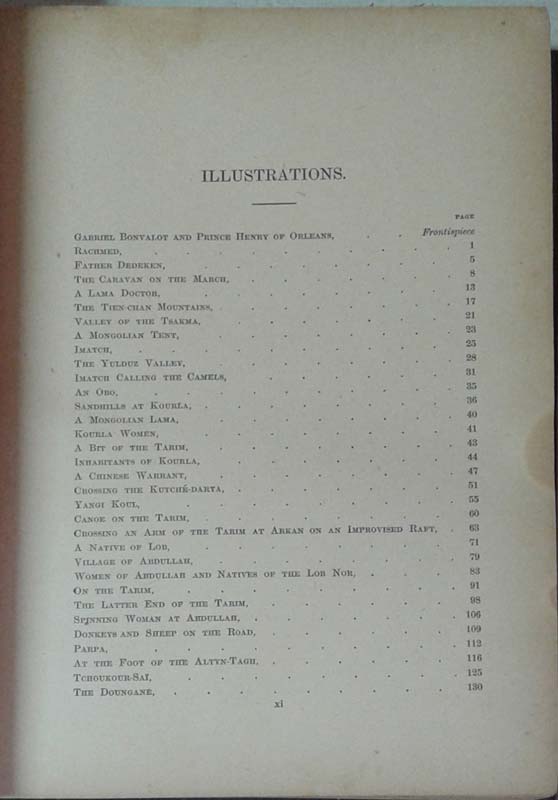 ILLUSTRATIONS.
PAGE
Gabriel Bonvalot and Prince Henry of Orleans, . . Frontispiece
Rachmed, . . . . . . . . . 1
Father Dedeken, . . . . . . . . 5
The Caravan on the March, . . . . . . . 8
A Lama Doctor, . . . . . . . . 13
The Tien-chan Mountains, . . . . . . . 17
Valley of the Tsakma, . . . . . . . . 21
A Mongolian Tent, . . . . . . . . 23
Imatch, . . . . . . . . . . 25
The Yulduz Valley, . . . . . . . . 28
Imatch Calling the Camels, . . . . . . . 31
An Obo, . . . . . . . . . . 35
Sandhills at Kourla, . . . . . . . . 36
A Mongolian Lama, . . . . . . . . 40
Kourla Women, . . . . . . . . 41
A Bit of the Tarim, . . . . . . . . 43
Inhabitants of Kourla, . . . . . . . . 44
A Chinese Warrant, . . . . . . . . 47
Crossing the Kutché-darya, . . . . . . . 51
Yangi Koul, . . . . . . . . . 55
Canoe on the Tarim, . . . . . . . . 60
Crossing an Arm of the Tarim at Arkan on an Improvised Raft, . 63
A Native of Lob, . . . . . . . . 71
Village of Abdullah, . . . . . . . . 79
Women of Abdullah and Natives of the Lob Nor, . . . . 83
On the Tarim, . . . . . . . . . 91
The Latter End of the Tarim, . . . . . . . 98
Spinning Woman at Abdullah, . . . . . . . 106
Donkeys and Sheep on the Road, . . . . . . 109
Parpa, . . . . . . . . . . 112
At the Foot of the Altyn-Tagh, . . . . . . . 116
Tchoukour-Saï, . . . . . . . . . 125
The Doungane, . . . . . . . . . 130
xi